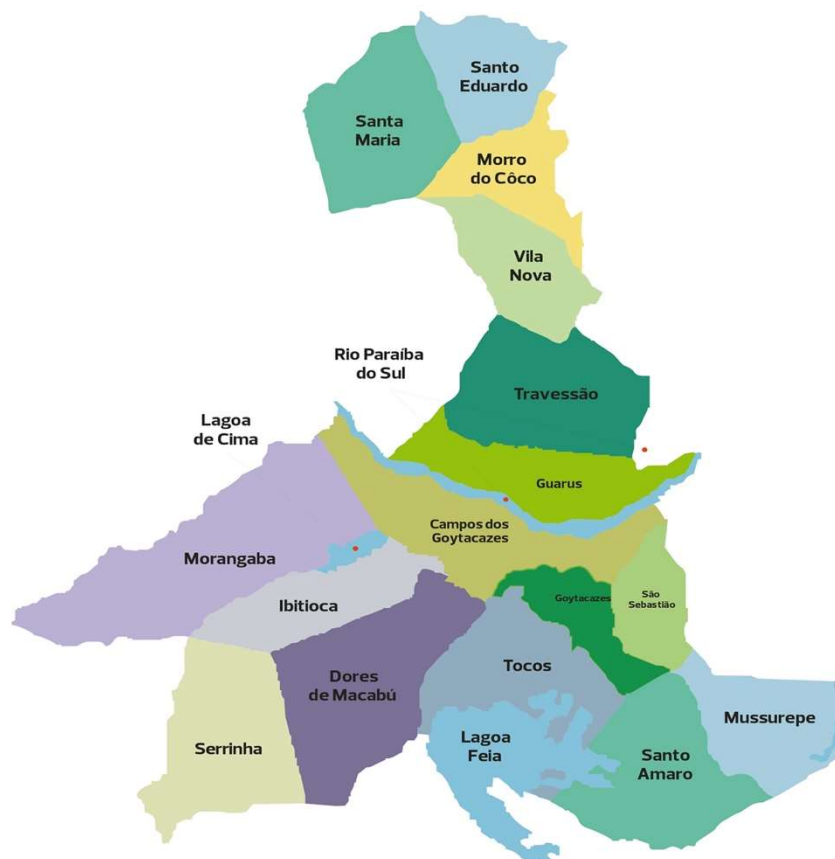 Santo
Eduardo
Santa
Maria
Morro
do Côco
Vila
Nova
Rio Paraíba
do Sul
Travessão
Lagoa
de Cima
Guarus
Campos dos
Goytacazes
Morangaba
Ibitioca
Goytacazes
São
Sebastião
Tocos
Dores
de Macabú
Mussurepe
Serrinha
Lagoa
Feia
Santo
Amaro